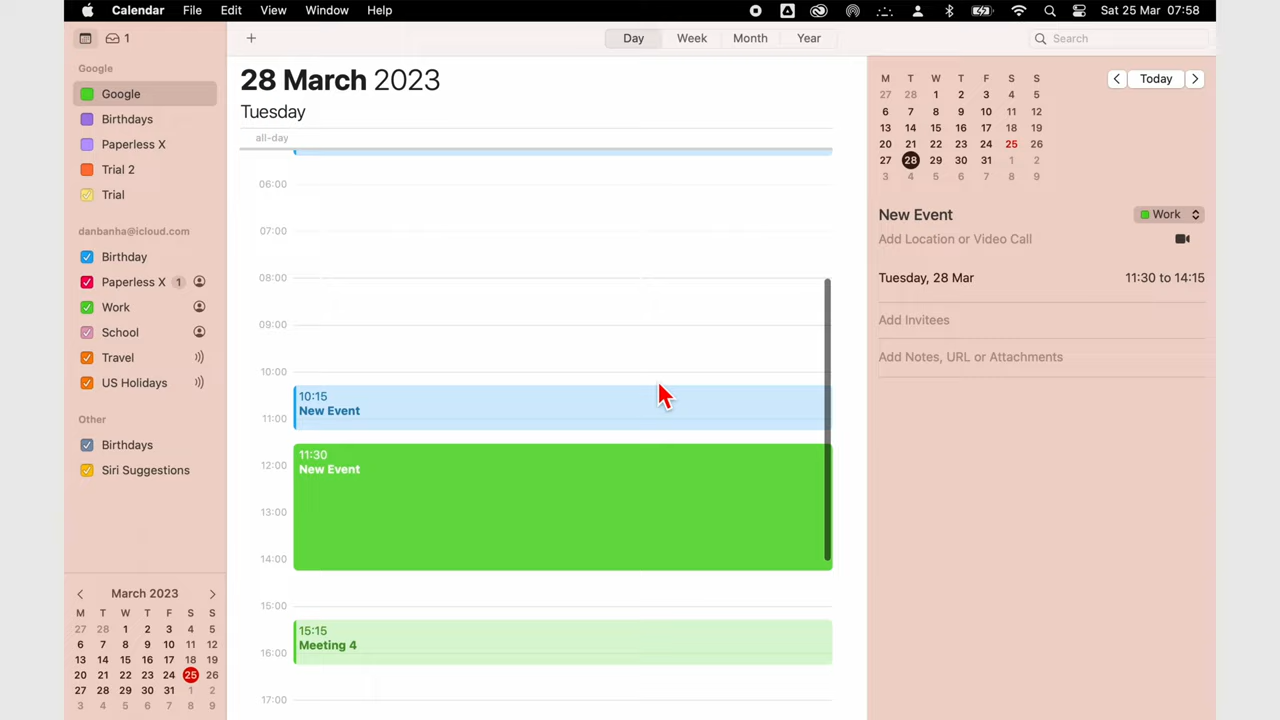 Calendar File Edit View Window Help Sat 25 Mar 07:58
1
Day Week Month Year
Search
Google
Google
Birthdays
Paperless X
Trial 2
Trial
danbanha@icloud.com
Birthday
Paperless X 1
Work
School
Travel
US Holidays
Other
Birthdays
Siri Suggestions
March 2023
M T W T F S S
27 28 1 2 3 4 5
6 7 8 9 10 11 12
13 14 15 16 17 18 19
20 21 22 23 24 25 26
27 28 29 30 31 1 2
3 4 5 6 7 8 9
28 March 2023
Tuesday
all-day
06:00
07:00
08:00
09:00
10:00
10:15
New Event
11:00
11:30
New Event
12:00
13:00
14:00
15:00
15:15
Meeting 4
16:00
17:00
Today
M T W T F S S
27 28 1 2 3 4 5
6 7 8 9 10 11 12
13 14 15 16 17 18 19
20 21 22 23 24 25 26
27 28 29 30 31 1 2
3 4 5 6 7 8 9
New Event Work
Add Location or Video Call
Tuesday, 28 Mar 11:30 to 14:15
Add Invitees
Add Notes, URL or Attachments